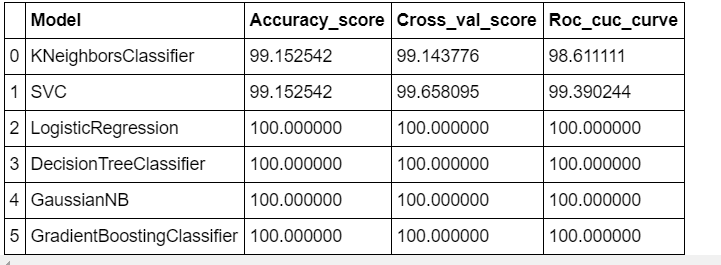 Model Accuracy_score Cross_val_score Roc_cuc_curve
0 KNeighborsClassifier 99.152542 99.143776 98.611111
1 SVC 99.152542 99.658095 99.390244
2 LogisticRegression 100.000000 100.000000 100.000000
3 DecisionTreeClassifier 100.000000 100.000000 100.000000
4 GaussianNB 100.000000 100.000000 100.000000
5 GradientBoostingClassifier 100.000000 100.000000 100.000000